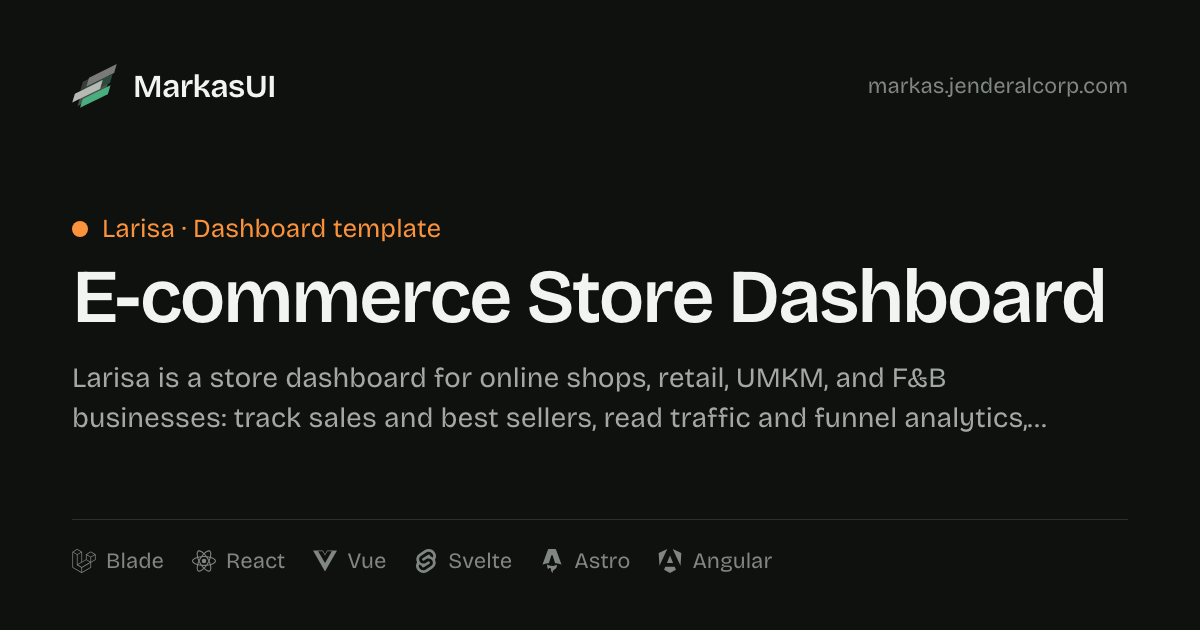 MarkasUI
markas.jenderalcorp.com
Larisa · Dashboard template
E-commerce Store Dashboard
Larisa is a store dashboard for online shops, retail, UMKM, and F&B
businesses: track sales and best sellers, read traffic and funnel analytics,...
Blade React Vue Svelte Astro Angular